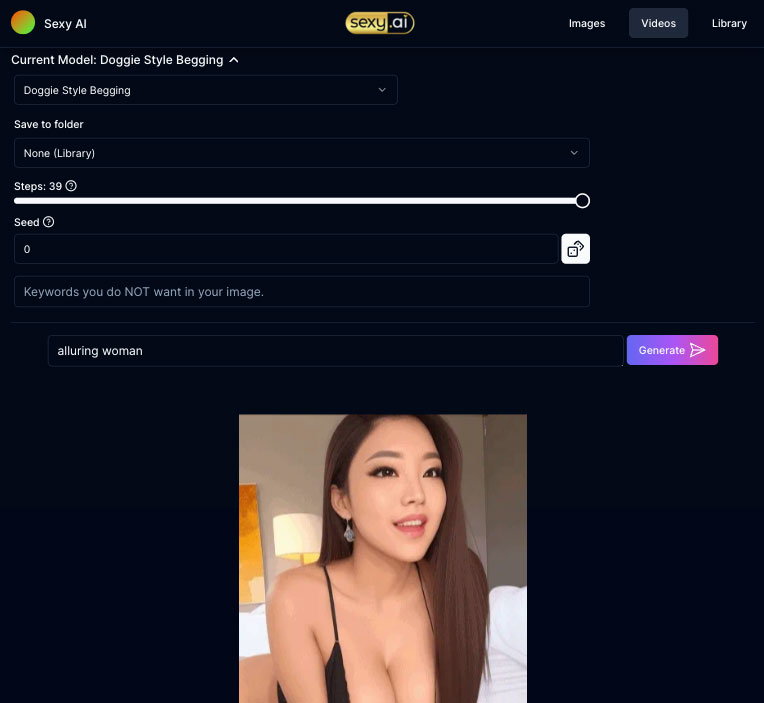 Sexy AI
sexy.ai
Images
Videos
Library
Current Model: Doggie Style Begging
Doggie Style Begging
Save to folder
None (Library)
Steps: 39
Seed
0
Keywords you do NOT want in your image.
alluring woman
Generate